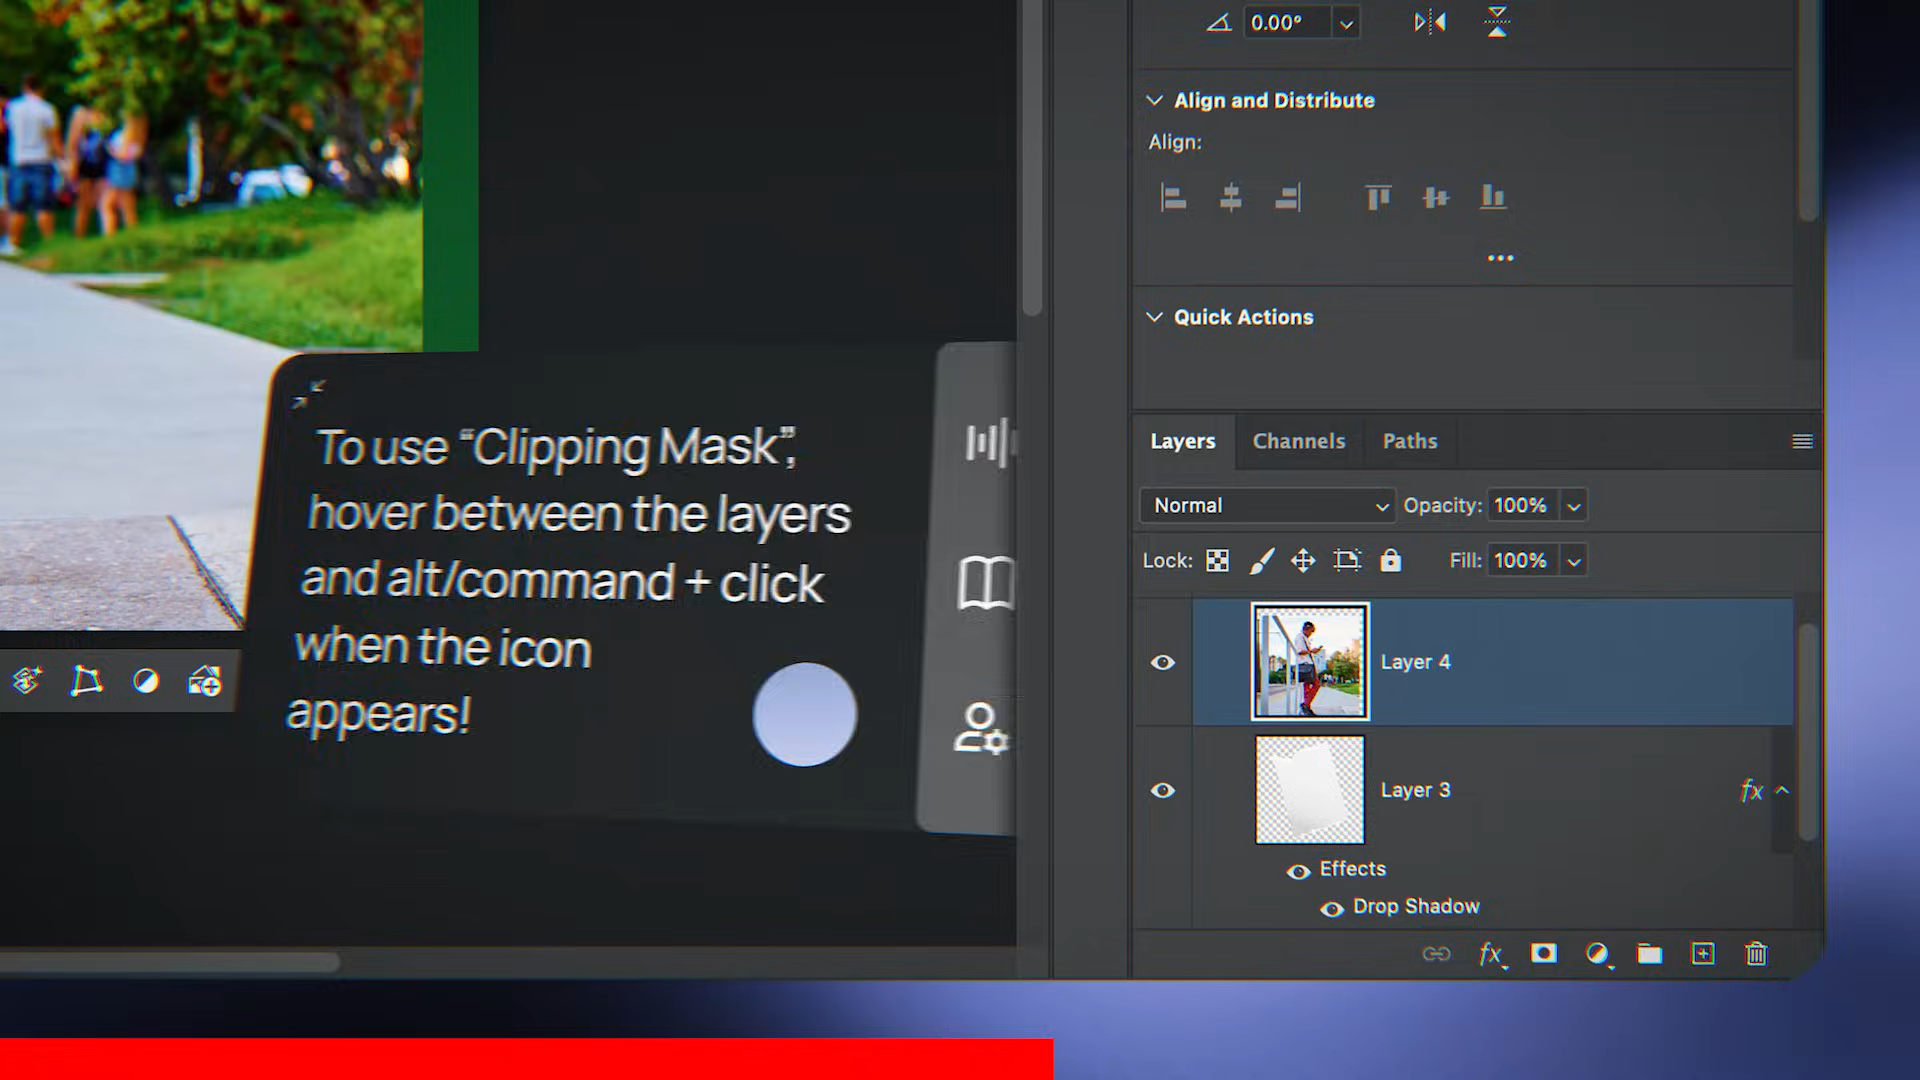 0.00°
Align and Distribute
Align:
Quick Actions
To use “Clipping Mask”,
hover between the layers
and alt/command + click
when the icon
appears!
Layers Channels Paths
Normal Opacity: 100%
Lock: Fill: 100%
Layer 4
Layer 3 fx
Effects
Drop Shadow
fx